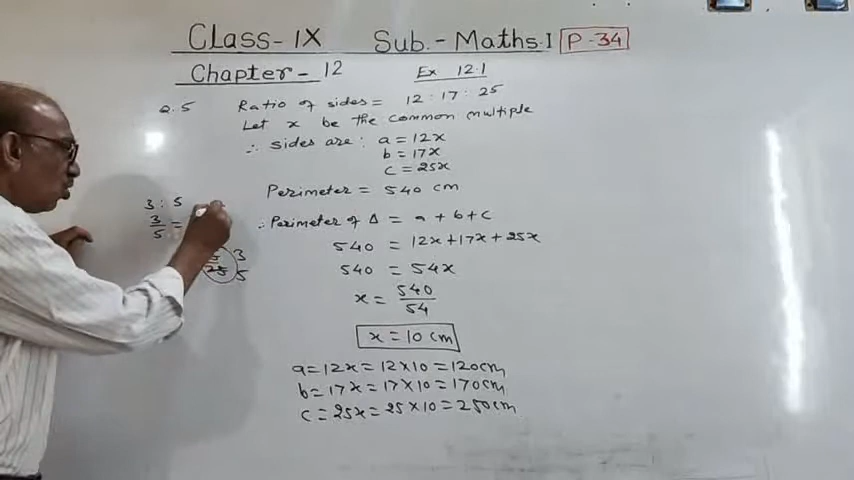 Class - IX Sub. - Maths. I P - 34
Chapter - 12 Ex 12.1
Q.5 Ratio of sides = 12 : 17 : 25
Let x be the common multiple
∴ sides are : a = 12x
b = 17x
c = 25x
Perimeter = 540 cm
∴ Perimeter of Δ = a + b + c
540 = 12x + 17x + 25x
540 = 54x
x = 540/54
x = 10 cm
a = 12x = 12 × 10 = 120 cm
b = 17x = 17 × 10 = 170 cm
c = 25x = 25 × 10 = 250 cm
3 : 5
3/5 =
3
25 5